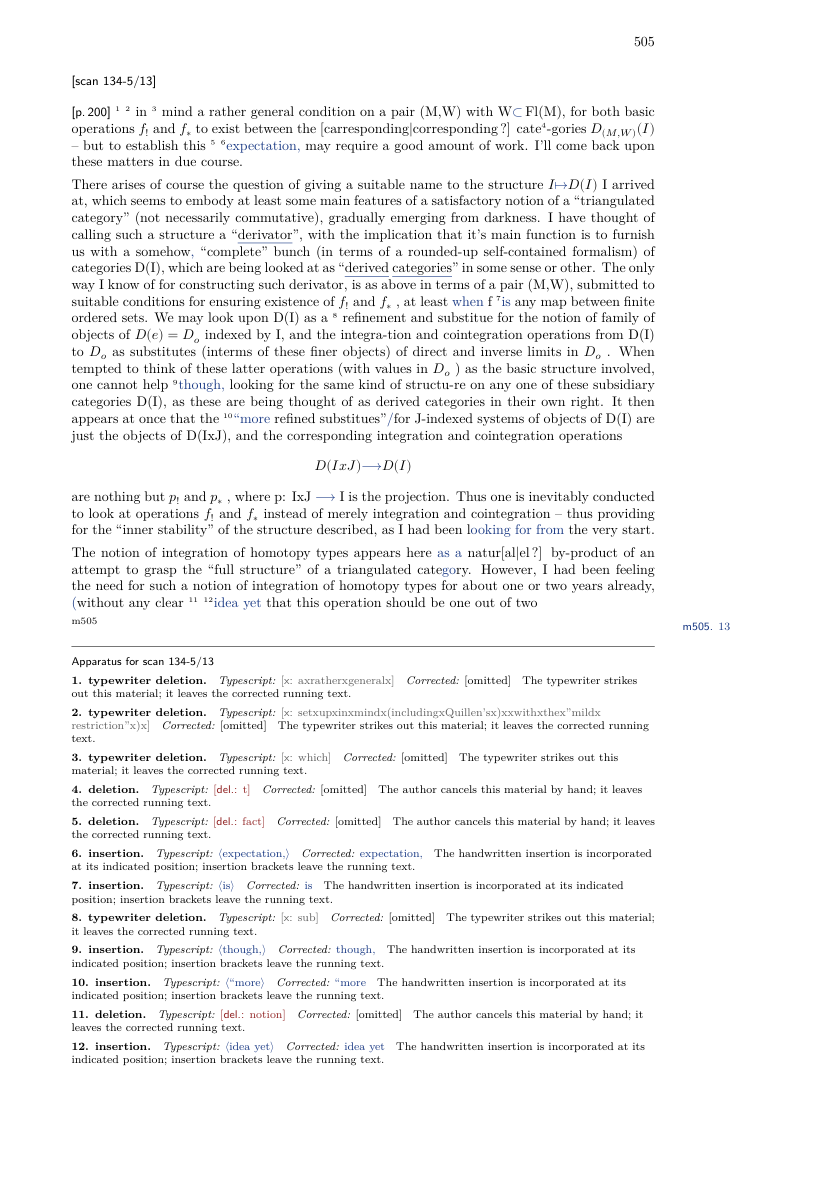 505
[scan 134-5/13]
[p. 200] 1 2 in 3 mind a rather general condition on a pair (M,W) with W⊂ Fl(M), for both basic
operations f! and f∗ to exist between the [carresponding|corresponding ?] cate4-gories D(M,W)(I)
– but to establish this 5 6expectation, may require a good amount of work. I'll come back upon
these matters in due course.
There arises of course the question of giving a suitable name to the structure I↦D(I) I arrived
at, which seems to embody at least some main features of a satisfactory notion of a “triangulated
category” (not necessarily commutative), gradually emerging from darkness. I have thought of
calling such a structure a “derivator”, with the implication that it's main function is to furnish
us with a somehow, “complete” bunch (in terms of a rounded-up self-contained formalism) of
categories D(I), which are being looked at as “derived categories” in some sense or other. The only
way I know of for constructing such derivator, is as above in terms of a pair (M,W), submitted to
suitable conditions for ensuring existence of f! and f∗ , at least when f 7is any map between finite
ordered sets. We may look upon D(I) as a 8 refinement and substitue for the notion of family of
objects of D(e) = Do indexed by I, and the integra-tion and cointegration operations from D(I)
to Do as substitutes (interms of these finer objects) of direct and inverse limits in Do . When
tempted to think of these latter operations (with values in Do ) as the basic structure involved,
one cannot help 9though, looking for the same kind of structu-re on any one of these subsidiary
categories D(I), as these are being thought of as derived categories in their own right. It then
appears at once that the 10“more refined substitues”/for J-indexed systems of objects of D(I) are
just the objects of D(IxJ), and the corresponding integration and cointegration operations
D(IxJ)⟶D(I)
are nothing but p! and p∗ , where p: IxJ ⟶ I is the projection. Thus one is inevitably conducted
to look at operations f! and f∗ instead of merely integration and cointegration – thus providing
for the “inner stability” of the structure described, as I had been looking for from the very start.
The notion of integration of homotopy types appears here as a natur[al|el ?] by-product of an
attempt to grasp the “full structure” of a triangulated category. However, I had been feeling
the need for such a notion of integration of homotopy types for about one or two years already,
(without any clear 11 12idea yet that this operation should be one out of two
m505
m505. 13
Apparatus for scan 134-5/13
1. typewriter deletion. Typescript: [x: axratherxgeneralx] Corrected: [omitted] The typewriter strikes
out this material; it leaves the corrected running text.
2. typewriter deletion. Typescript: [x: setxupxinxmindx(includingxQuillen'sx)xxwithxthex”mildx
restriction”x)x] Corrected: [omitted] The typewriter strikes out this material; it leaves the corrected running
text.
3. typewriter deletion. Typescript: [x: which] Corrected: [omitted] The typewriter strikes out this
material; it leaves the corrected running text.
4. deletion. Typescript: [del.: t] Corrected: [omitted] The author cancels this material by hand; it leaves
the corrected running text.
5. deletion. Typescript: [del.: fact] Corrected: [omitted] The author cancels this material by hand; it leaves
the corrected running text.
6. insertion. Typescript: ⟨expectation,⟩ Corrected: expectation, The handwritten insertion is incorporated
at its indicated position; insertion brackets leave the running text.
7. insertion. Typescript: ⟨is⟩ Corrected: is The handwritten insertion is incorporated at its indicated
position; insertion brackets leave the running text.
8. typewriter deletion. Typescript: [x: sub] Corrected: [omitted] The typewriter strikes out this material;
it leaves the corrected running text.
9. insertion. Typescript: ⟨though,⟩ Corrected: though, The handwritten insertion is incorporated at its
indicated position; insertion brackets leave the running text.
10. insertion. Typescript: ⟨“more⟩ Corrected: “more The handwritten insertion is incorporated at its
indicated position; insertion brackets leave the running text.
11. deletion. Typescript: [del.: notion] Corrected: [omitted] The author cancels this material by hand; it
leaves the corrected running text.
12. insertion. Typescript: ⟨idea yet⟩ Corrected: idea yet The handwritten insertion is incorporated at its
indicated position; insertion brackets leave the running text.